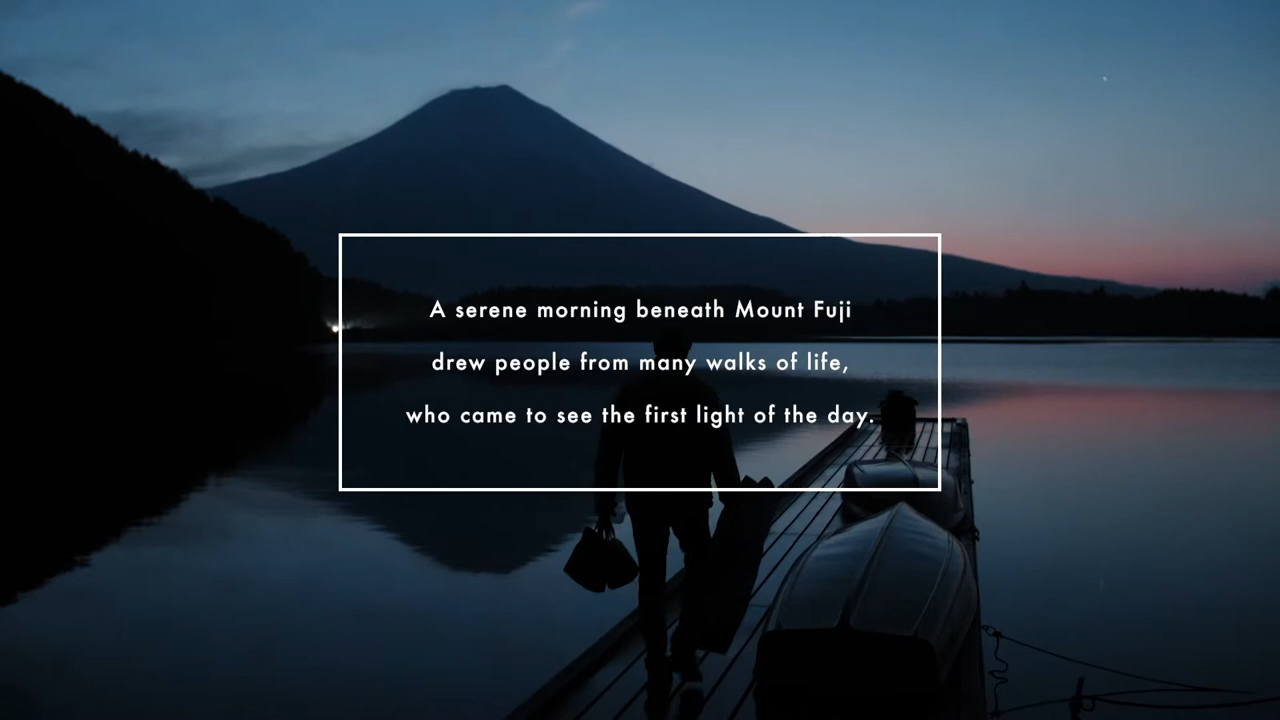 A serene morning beneath Mount Fuji
drew people from many walks of life,
who came to see the first light of the day.